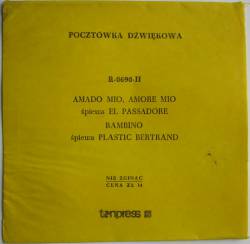 POCZTÓWKA DŹWIĘKOWA
R-0690-II
AMADO MIO, AMORE MIO
śpiewa EL PASSADORE
BAMBINO
śpiewa PLASTIC BERTRAND
NIE ZGINAĆ
CENA ZŁ 14
tonpress